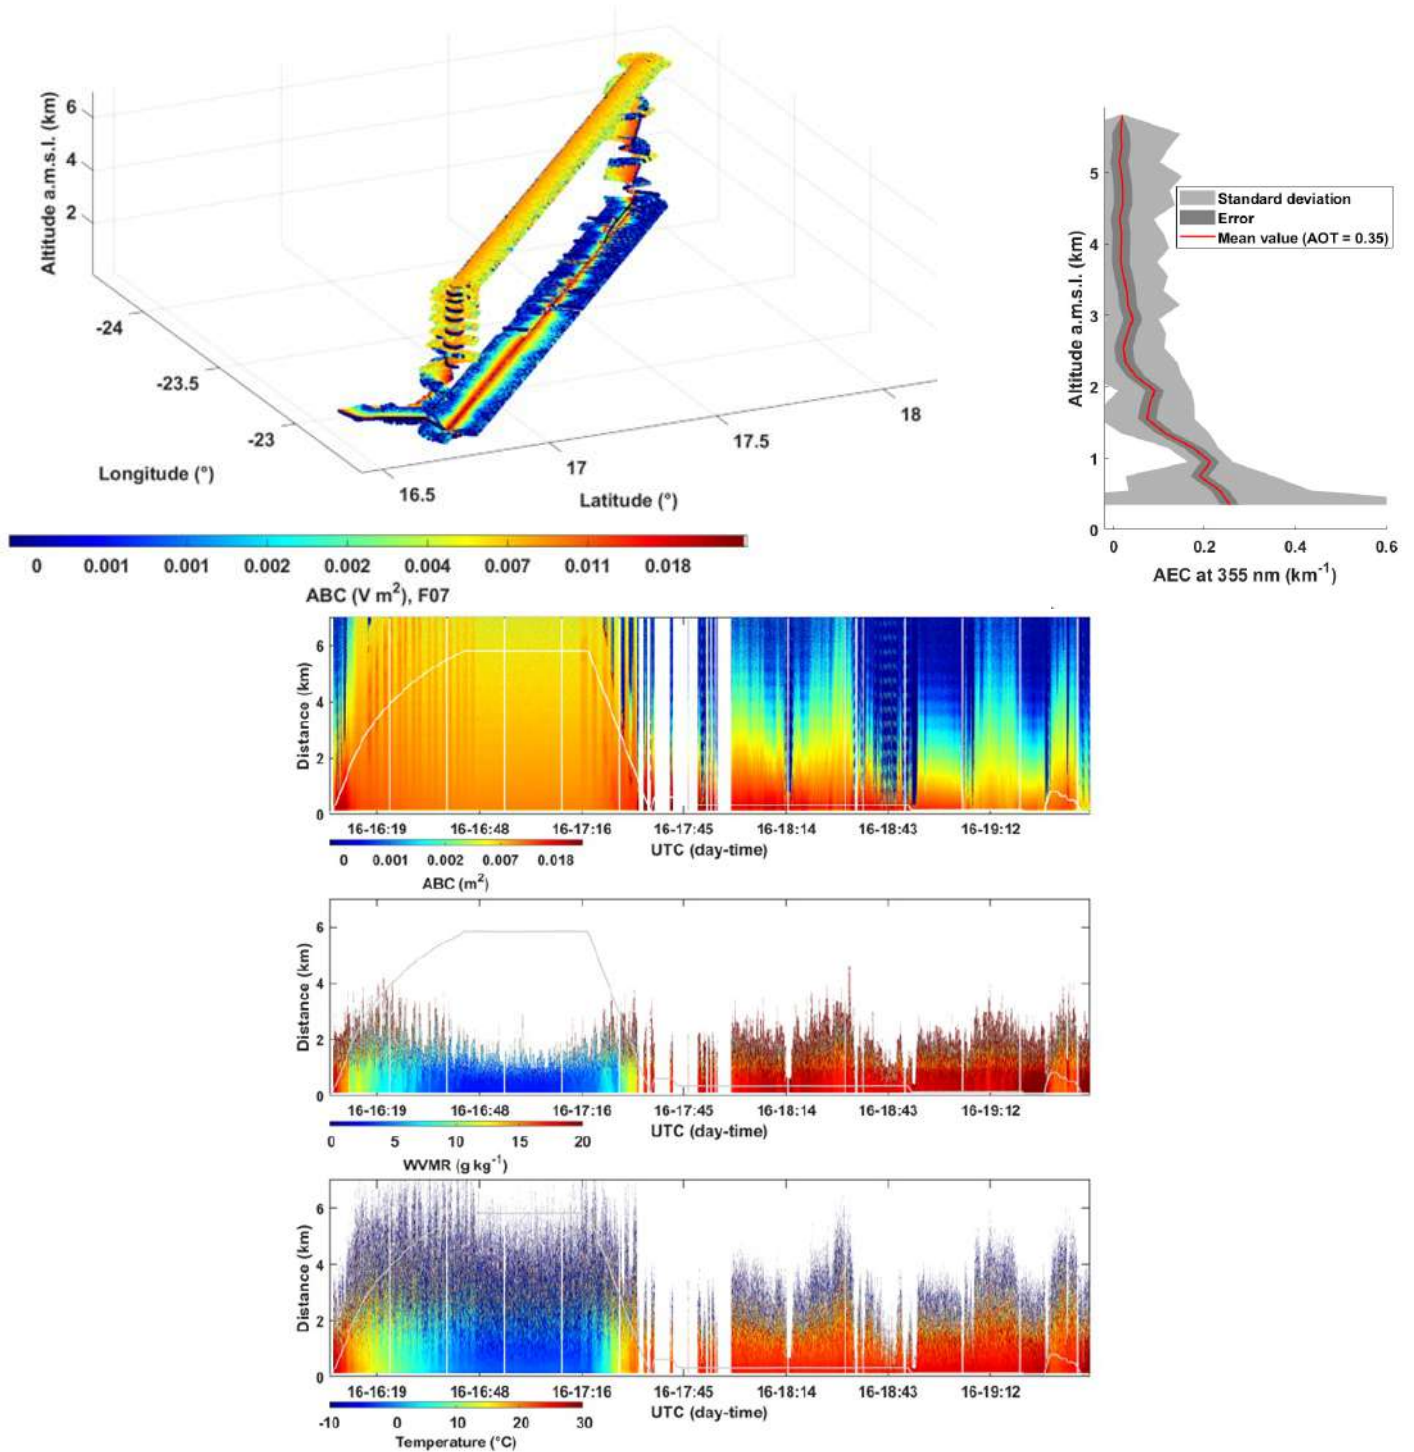 Altitude a.m.s.l. (km)
6
4
2
-24
-23.5
-23
Longitude (°)
16.5
17
17.5
18
Latitude (°)
0 0.001 0.001 0.002 0.002 0.004 0.007 0.011 0.018
ABC (V m²), F07
Altitude a.m.s.l. (km)
5
4
3
2
1
0
Standard deviation
Error
Mean value (AOT = 0.35)
0 0.2 0.4 0.6
AEC at 355 nm (km⁻¹)
Distance (km)
6
4
2
0
16-16:19 16-16:48 16-17:16 16-17:45 16-18:14 16-18:43 16-19:12
UTC (day-time)
0 0.001 0.002 0.007 0.018
ABC (m²)
Distance (km)
6
4
2
0
16-16:19 16-16:48 16-17:16 16-17:45 16-18:14 16-18:43 16-19:12
UTC (day-time)
0 5 10 15 20
WVMR (g kg⁻¹)
Distance (km)
6
4
2
0
16-16:19 16-16:48 16-17:16 16-17:45 16-18:14 16-18:43 16-19:12
UTC (day-time)
-10 0 10 20 30
Temperature (°C)